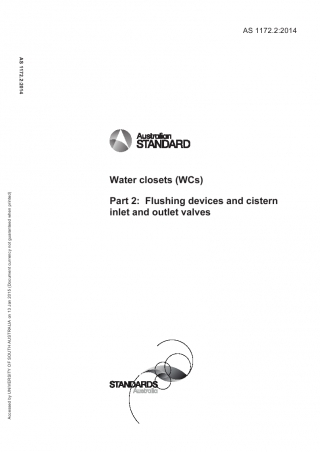 AS 1172.2:2014
AS 1172.2:2014
Australian
STANDARD
Water closets (WCs)
Part 2: Flushing devices and cistern
inlet and outlet valves
Accessed by UNIVERSITY OF SOUTH AUSTRALIA on 13 Jan 2015 (Document currency not guaranteed when printed)
STANDARDS
Australia